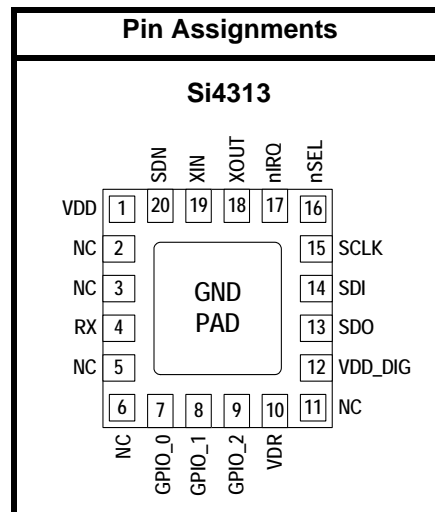 Pin Assignments
Si4313
SDN XIN XOUT nIRQ nSEL
VDD 1 20 19 18 17 16
NC 2 15 SCLK
NC 3 GND 14 SDI
RX 4 PAD 13 SDO
NC 5 12 VDD_DIG
6 7 8 9 10 11 NC
NC GPIO_0 GPIO_1 GPIO_2 VDR